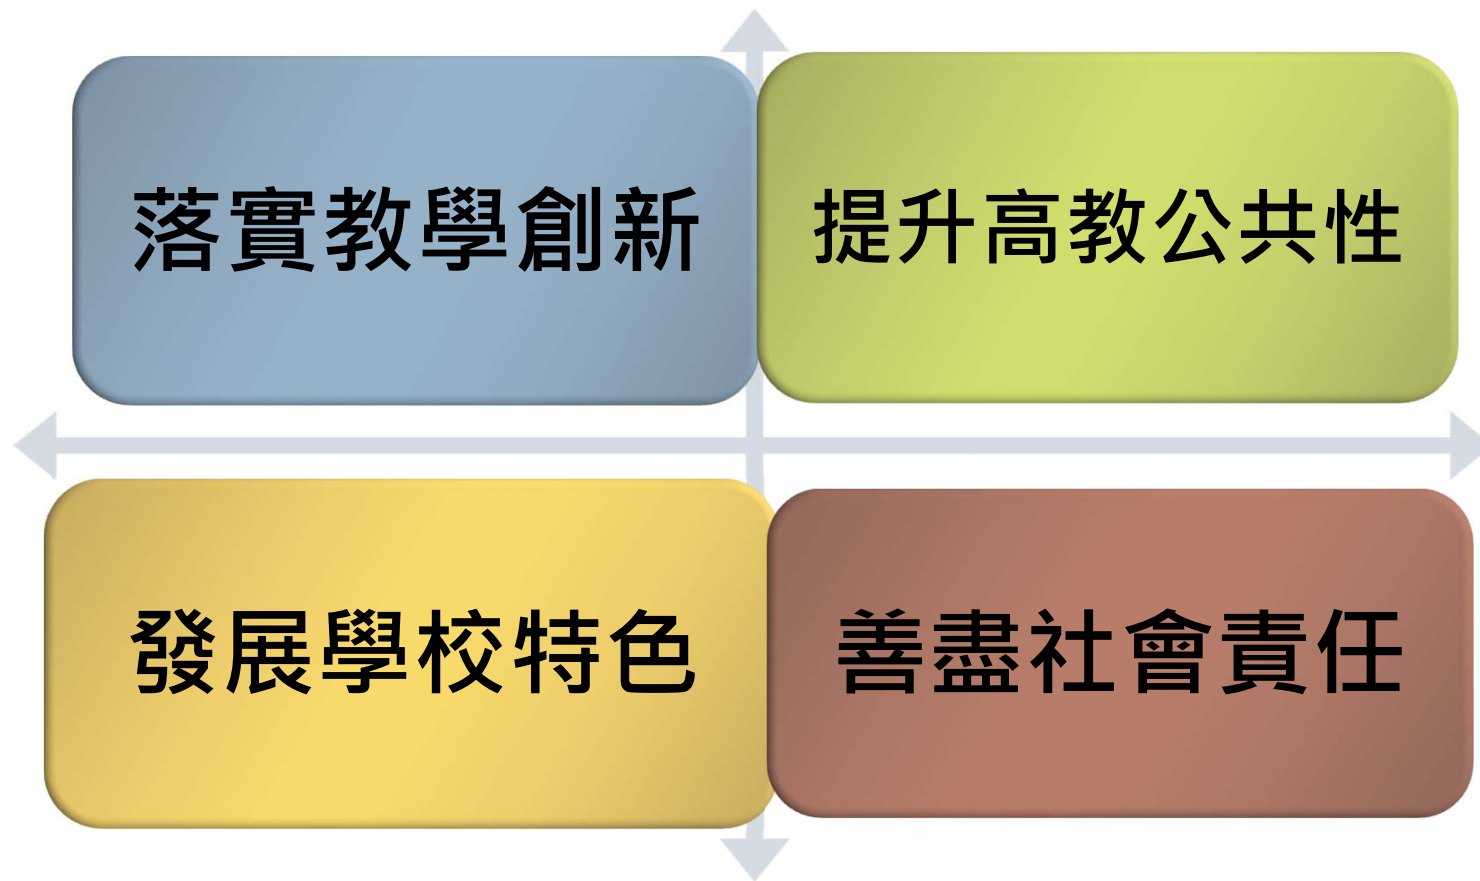 落實教學創新
提升高教公共性
發展學校特色
善盡社會責任